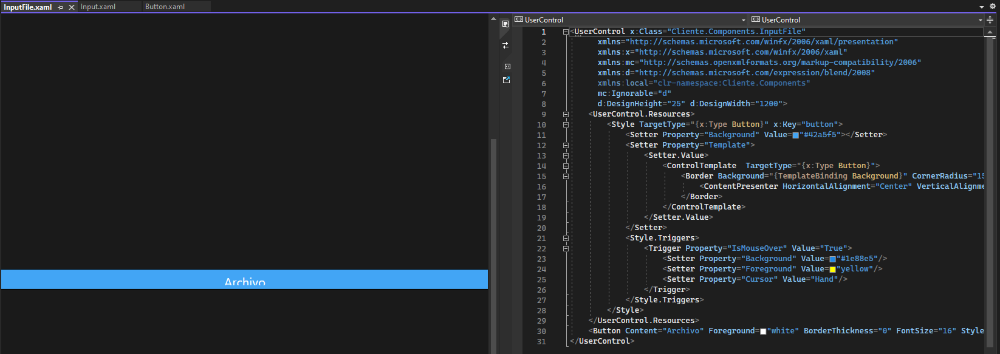 InputFile.xaml
Input.xaml
Button.xaml
Archivo
UserControl
UserControl
1 <UserControl x:Class="Cliente.Components.InputFile"
2 xmlns="http://schemas.microsoft.com/winfx/2006/xaml/presentation"
3 xmlns:x="http://schemas.microsoft.com/winfx/2006/xaml"
4 xmlns:mc="http://schemas.openxmlformats.org/markup-compatibility/2006"
5 xmlns:d="http://schemas.microsoft.com/expression/blend/2008"
6 xmlns:local="clr-namespace:Cliente.Components"
7 mc:Ignorable="d"
8 d:DesignHeight="25" d:DesignWidth="1200">
9 <UserControl.Resources>
10 <Style TargetType="{x:Type Button}" x:Key="button">
11 <Setter Property="Background" Value="#42a5f5"></Setter>
12 <Setter Property="Template">
13 <Setter.Value>
14 <ControlTemplate TargetType="{x:Type Button}">
15 <Border Background="{TemplateBinding Background}" CornerRadius="15
16 <ContentPresenter HorizontalAlignment="Center" VerticalAlignme
17 </Border>
18 </ControlTemplate>
19 </Setter.Value>
20 </Setter>
21 <Style.Triggers>
22 <Trigger Property="IsMouseOver" Value="True">
23 <Setter Property="Background" Value="#1e88e5"/>
24 <Setter Property="Foreground" Value="yellow"/>
25 <Setter Property="Cursor" Value="Hand"/>
26 </Trigger>
27 </Style.Triggers>
28 </Style>
29 </UserControl.Resources>
30 <Button Content="Archivo" Foreground="white" BorderThickness="0" FontSize="16" Style
31 </UserControl>